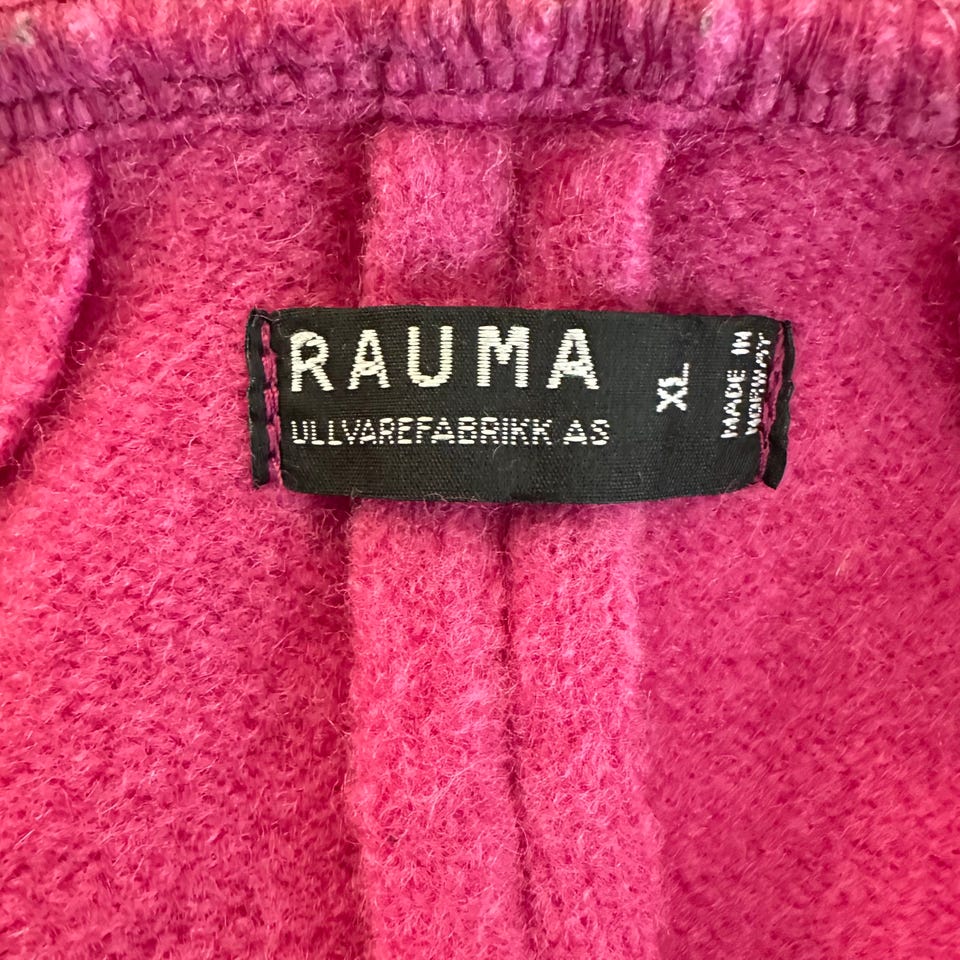 RAUMA
ULLVAREFABRIKK AS
XL
MADE IN
NORWAY